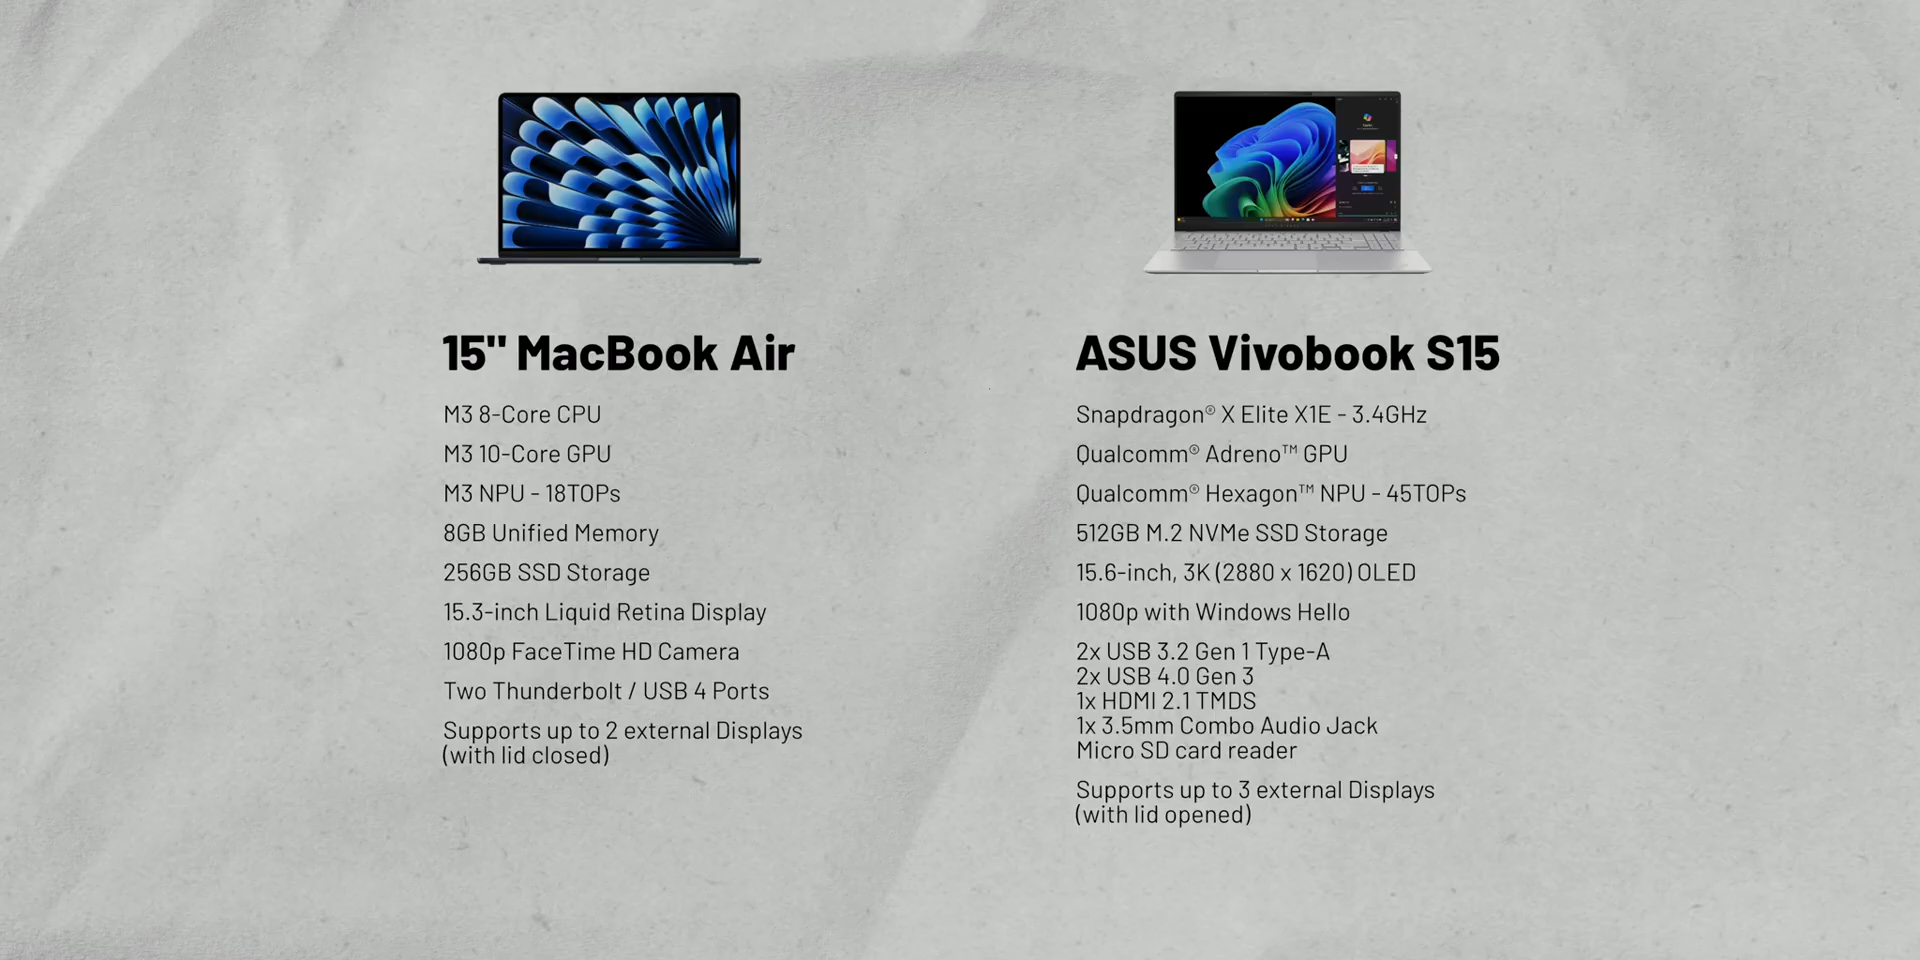 15" MacBook Air
M3 8-Core CPU
M3 10-Core GPU
M3 NPU - 18TOPs
8GB Unified Memory
256GB SSD Storage
15.3-inch Liquid Retina Display
1080p FaceTime HD Camera
Two Thunderbolt / USB 4 Ports
Supports up to 2 external Displays
(with lid closed)
ASUS Vivobook S15
Snapdragon® X Elite X1E - 3.4GHz
Qualcomm® Adreno™ GPU
Qualcomm® Hexagon™ NPU - 45TOPs
512GB M.2 NVMe SSD Storage
15.6-inch, 3K (2880 x 1620) OLED
1080p with Windows Hello
2x USB 3.2 Gen 1 Type-A
2x USB 4.0 Gen 3
1x HDMI 2.1 TMDS
1x 3.5mm Combo Audio Jack
Micro SD card reader
Supports up to 3 external Displays
(with lid opened)